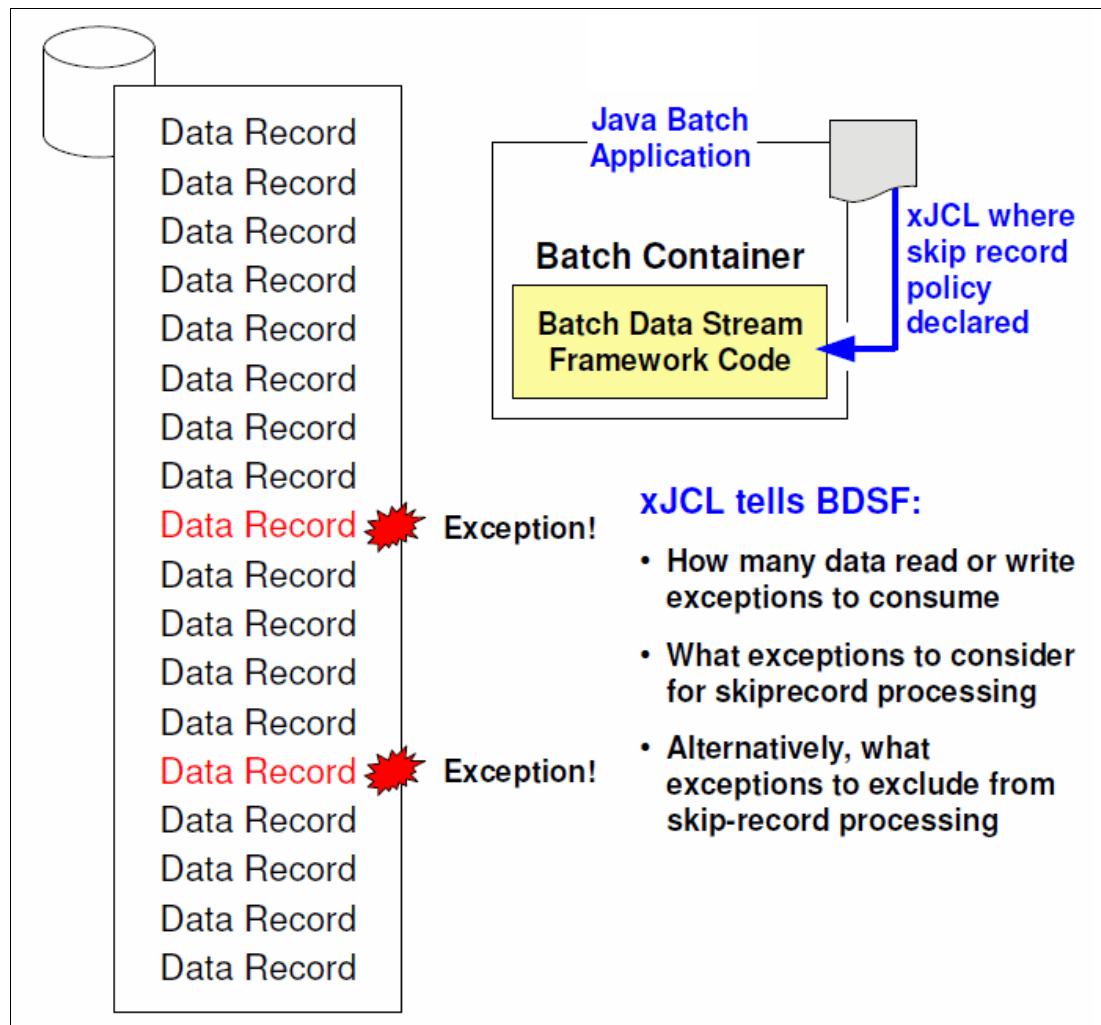 Data Record
Data Record
Data Record
Data Record
Data Record
Data Record
Data Record
Data Record
Data Record
Exception!
Data Record
Data Record
Data Record
Data Record
Data Record
Exception!
Data Record
Data Record
Data Record
Data Record
Java Batch
Application
xJCL where
skip record
policy
declared
Batch Container
Batch Data Stream
Framework Code
xJCL tells BDSF:
• How many data read or write
exceptions to consume
• What exceptions to consider
for skiprecord processing
• Alternatively, what
exceptions to exclude from
skip-record processing